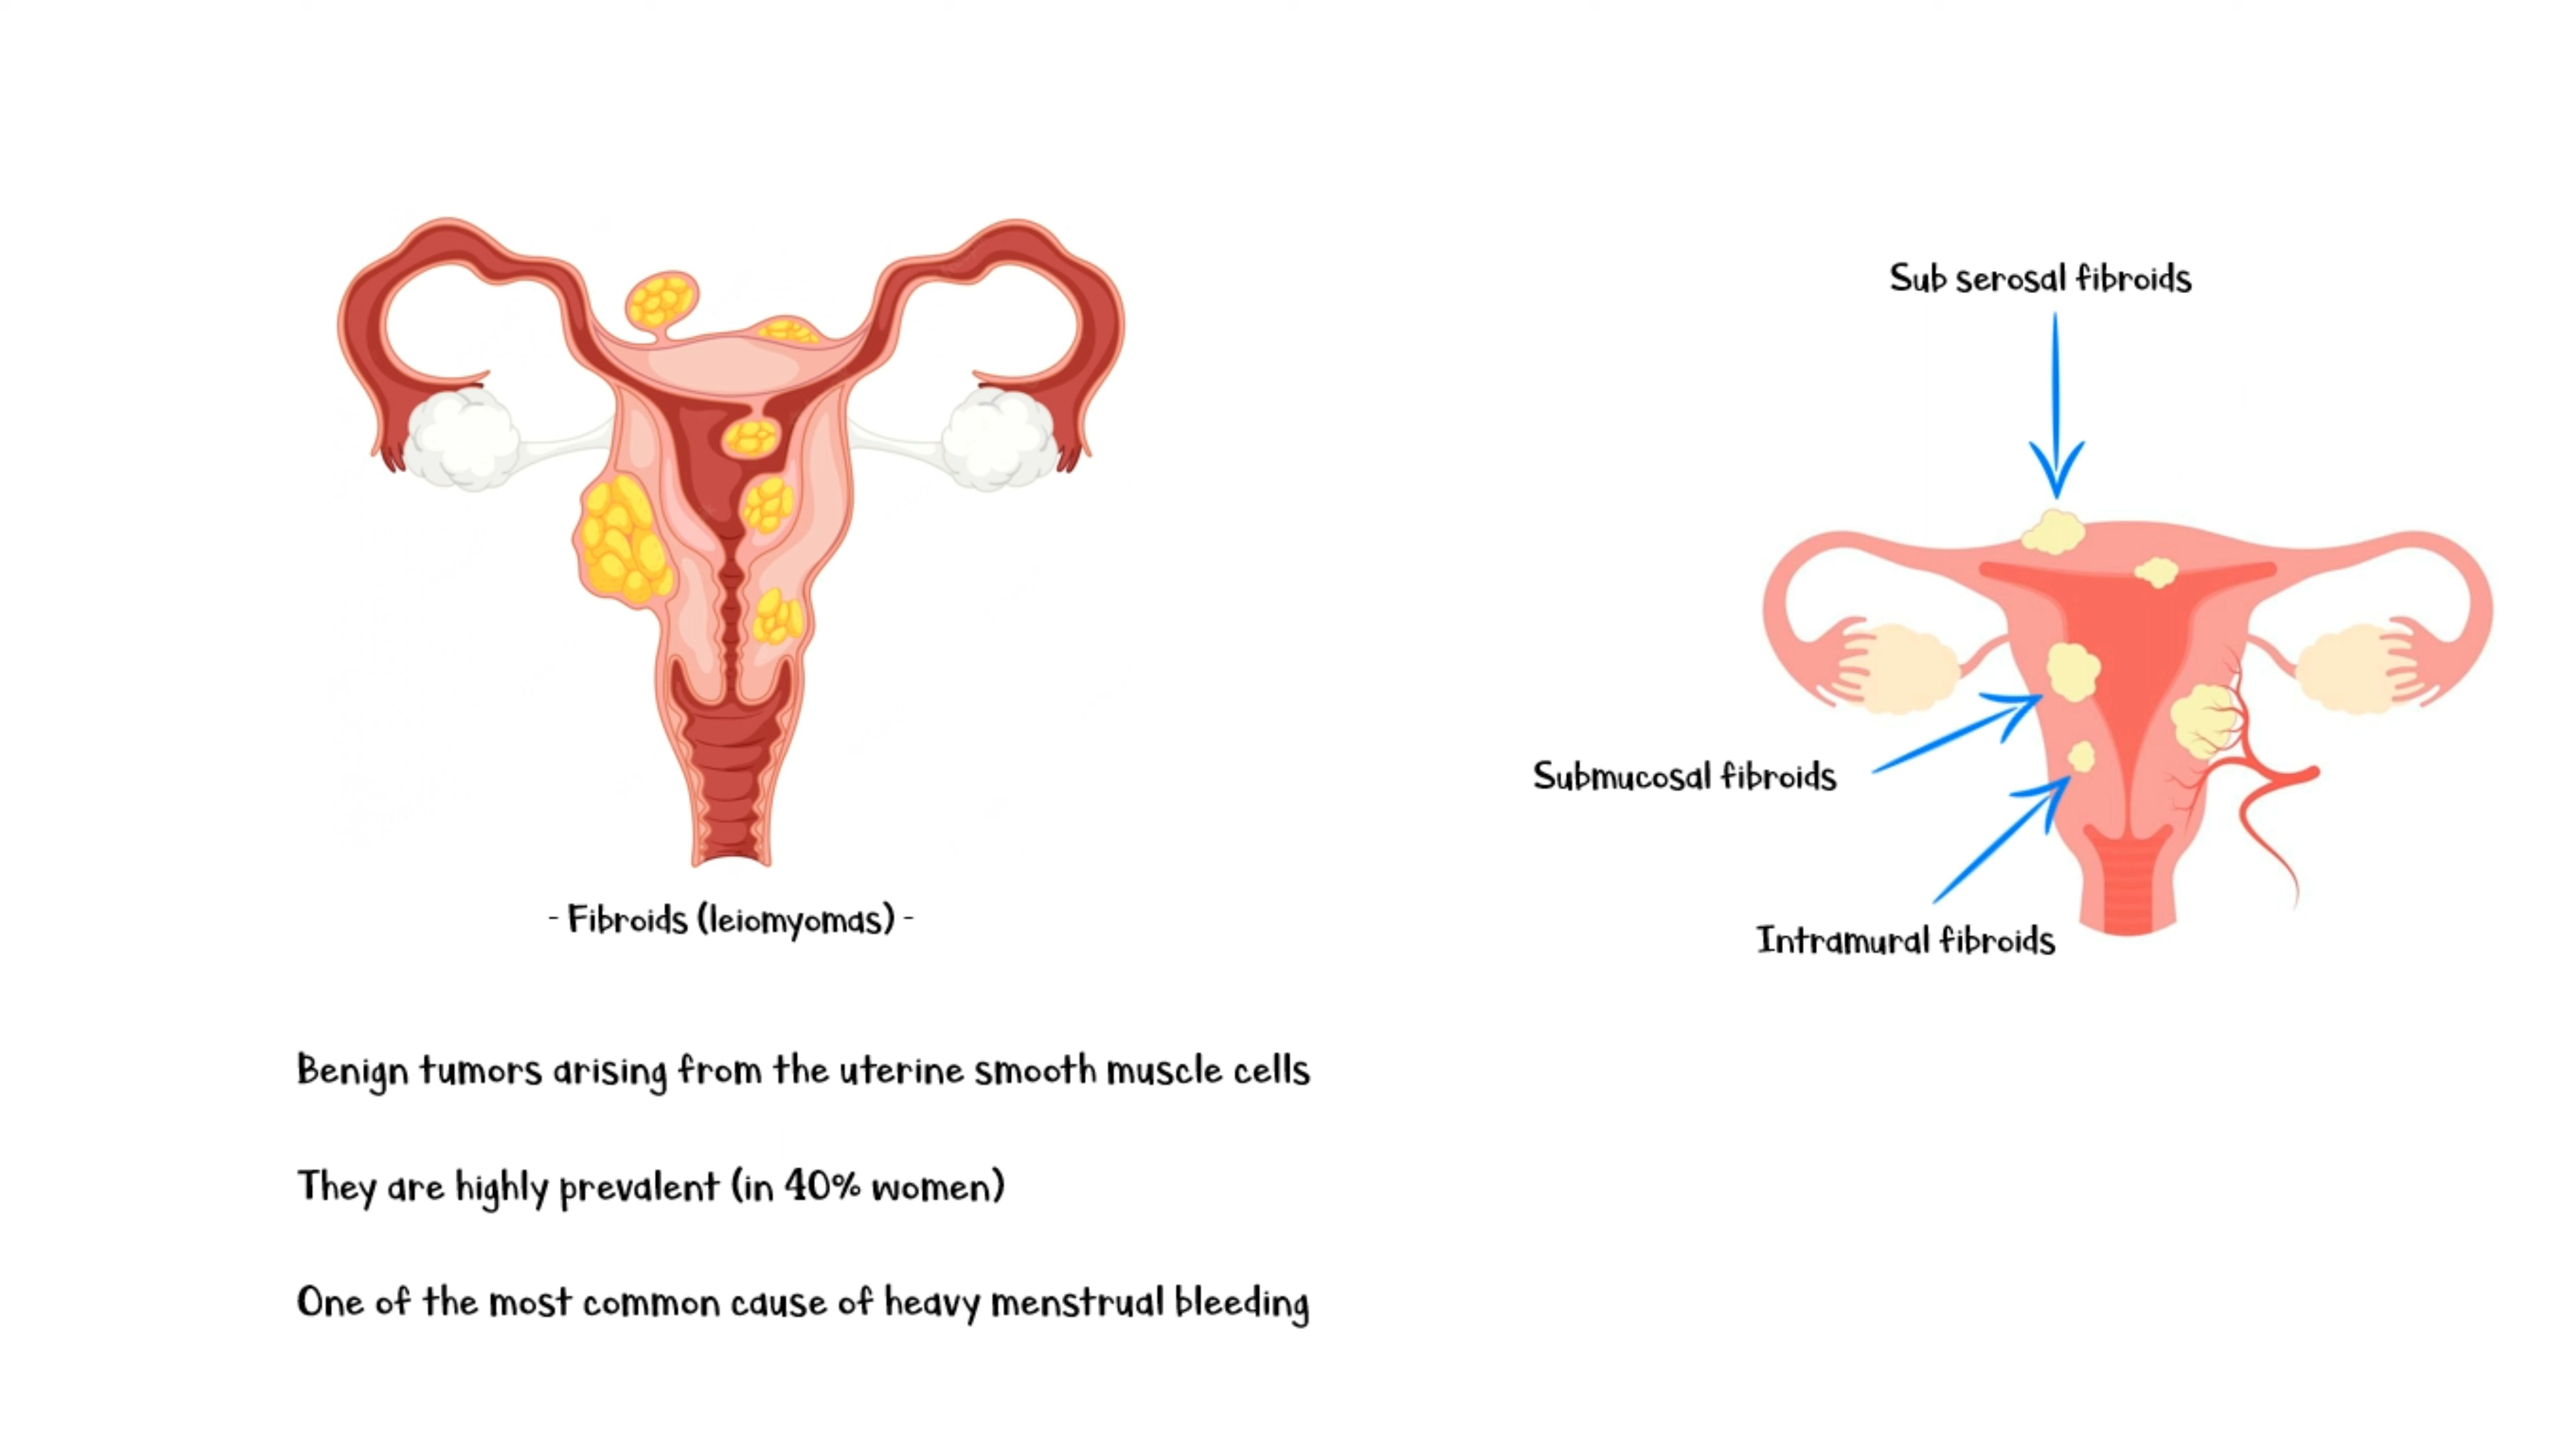 Sub serosal fibroids
Submucosal fibroids
Intramural fibroids
- Fibroids (leiomyomas) -
Benign tumors arising from the uterine smooth muscle cells
They are highly prevalent (in 40% women)
One of the most common cause of heavy menstrual bleeding